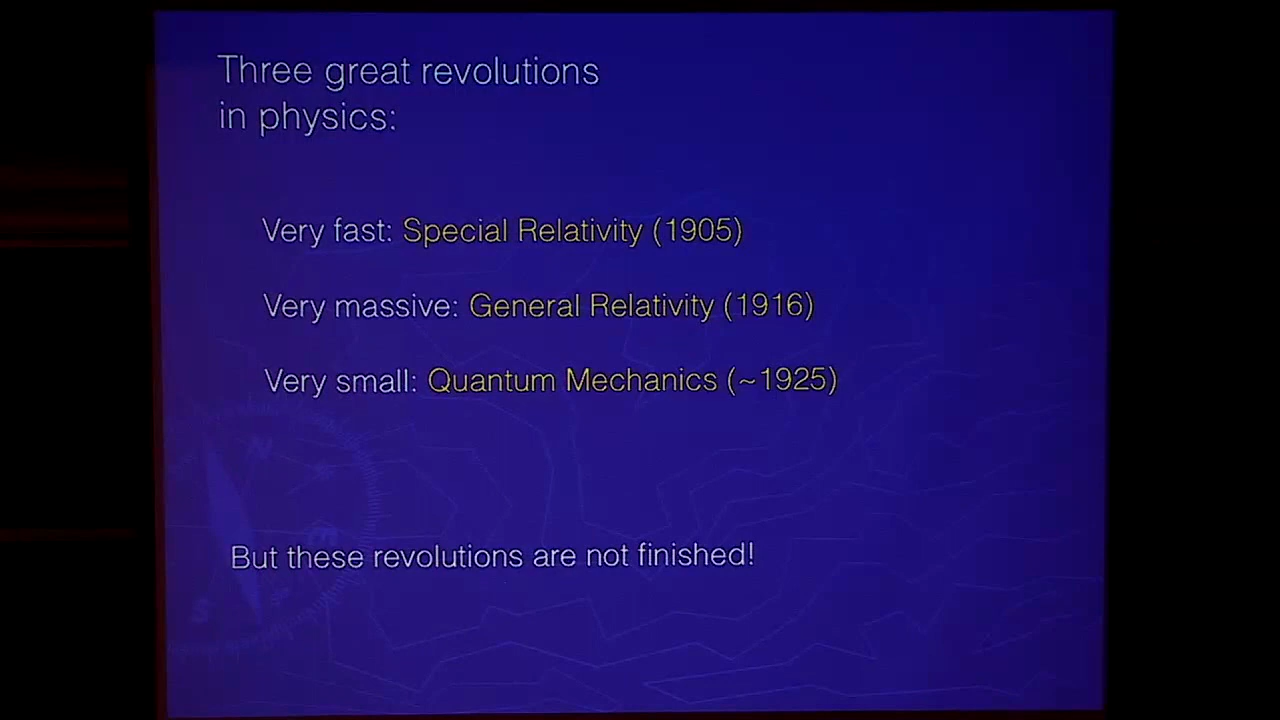 Three great revolutions
in physics:
Very fast: Special Relativity (1905)
Very massive: General Relativity (1916)
Very small: Quantum Mechanics (~1925)
But these revolutions are not finished!
N
E
S